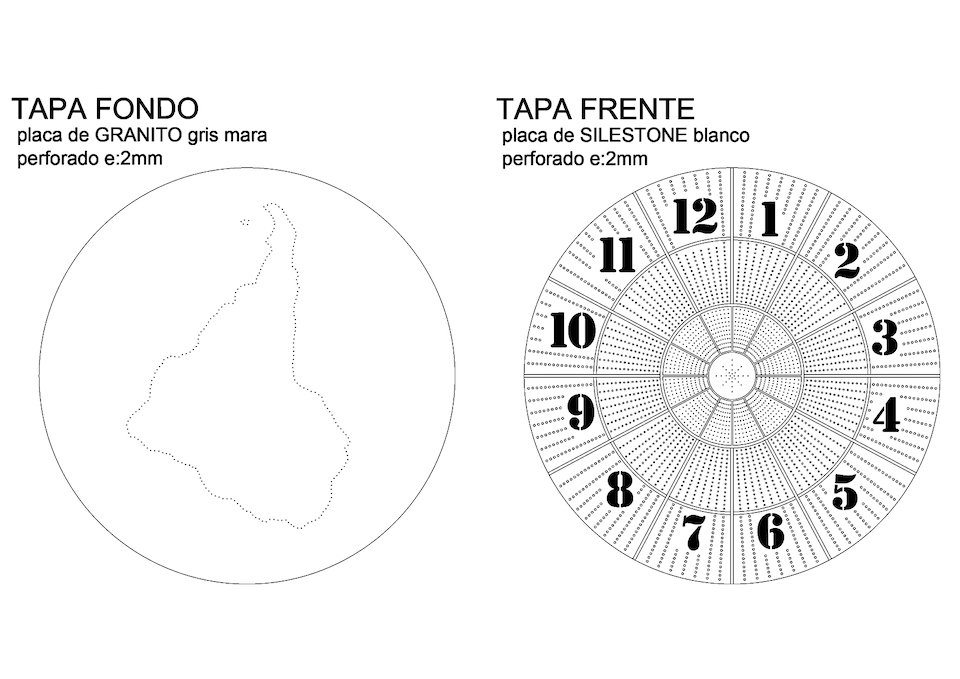 TAPA FONDO
placa de GRANITO gris mara
perforado e:2mm
TAPA FRENTE
placa de SILESTONE blanco
perforado e:2mm
12
1
11
2
10
3
9
4
8
5
7
6